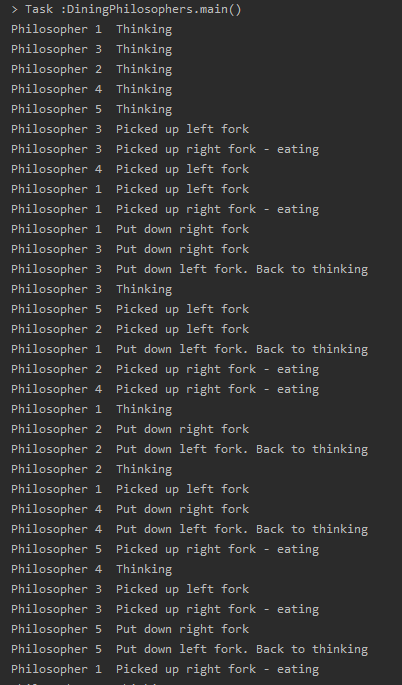 > Task :DiningPhilosophers.main()
Philosopher 1  Thinking
Philosopher 3  Thinking
Philosopher 2  Thinking
Philosopher 4  Thinking
Philosopher 5  Thinking
Philosopher 3  Picked up left fork
Philosopher 3  Picked up right fork - eating
Philosopher 4  Picked up left fork
Philosopher 1  Picked up left fork
Philosopher 1  Picked up right fork - eating
Philosopher 1  Put down right fork
Philosopher 3  Put down right fork
Philosopher 3  Put down left fork. Back to thinking
Philosopher 3  Thinking
Philosopher 5  Picked up left fork
Philosopher 2  Picked up left fork
Philosopher 1  Put down left fork. Back to thinking
Philosopher 2  Picked up right fork - eating
Philosopher 4  Picked up right fork - eating
Philosopher 1  Thinking
Philosopher 2  Put down right fork
Philosopher 2  Put down left fork. Back to thinking
Philosopher 2  Thinking
Philosopher 1  Picked up left fork
Philosopher 4  Put down right fork
Philosopher 4  Put down left fork. Back to thinking
Philosopher 5  Picked up right fork - eating
Philosopher 4  Thinking
Philosopher 3  Picked up left fork
Philosopher 3  Picked up right fork - eating
Philosopher 5  Put down right fork
Philosopher 5  Put down left fork. Back to thinking
Philosopher 1  Picked up right fork - eating